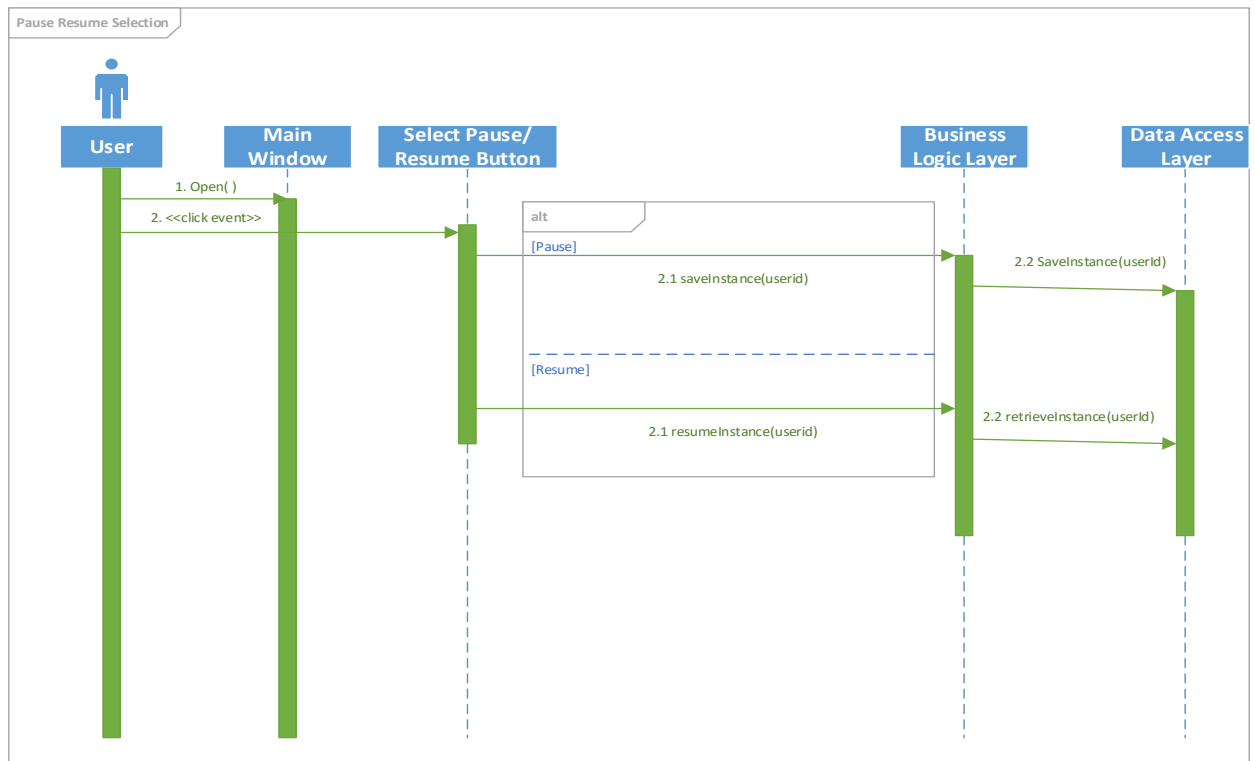 Pause Resume Selection
User
Main
Window
Select Pause/
Resume Button
Business
Logic Layer
Data Access
Layer
1. Open( )
2. <<click event>>
alt
[Pause]
2.1 saveInstance(userid)
2.2 SaveInstance(userId)
[Resume]
2.1 resumeInstance(userid)
2.2 retrieveInstance(userId)